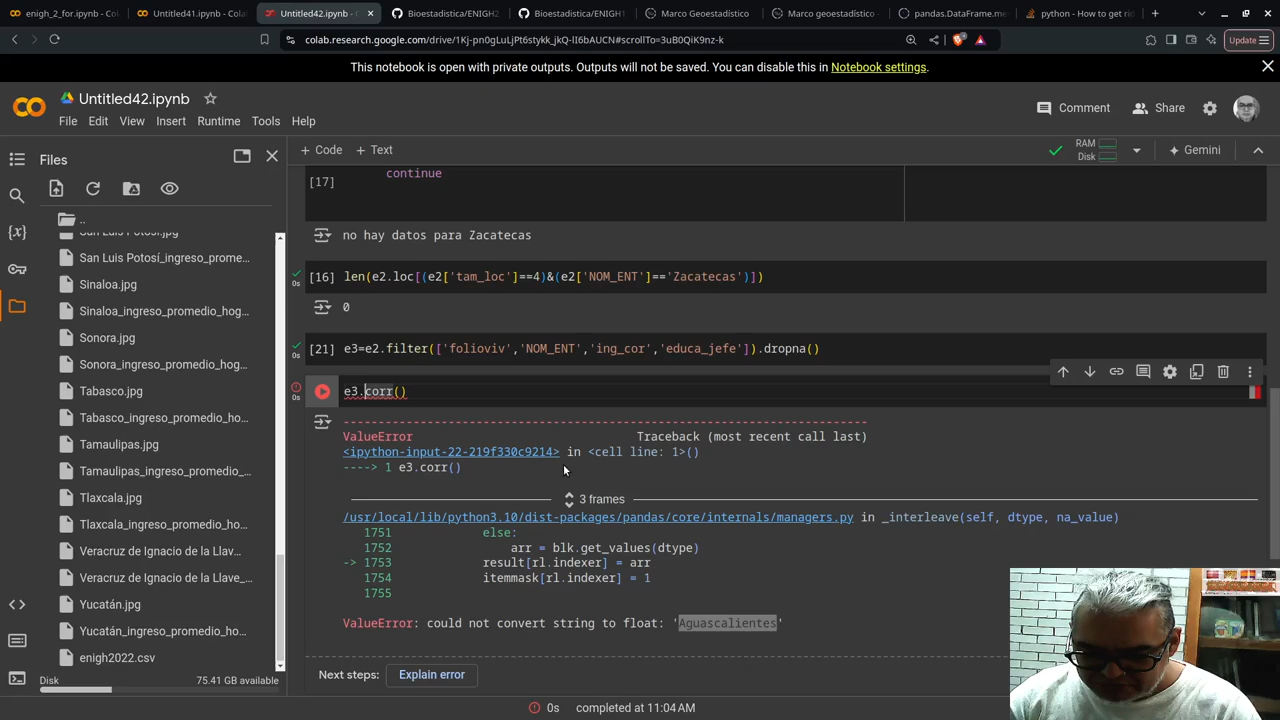 enigh_2_for.ipynb - Cola
Untitled41.ipynb - Colab
Untitled42.ipynb - Col
Bioestadistica/ENIGH2
Bioestadistica/ENIGH1
Marco Geoestadístico
Marco geoestadístico
pandas.DataFrame.me
python - How to get ri
colab.research.google.com/drive/1Kj-pn0gLuLjPt6stykk_jkQ-lI6bAUCN#scrollTo=3uB0QiK9nz-k
Update
This notebook is open with private outputs. Outputs will not be saved. You can disable this in Notebook settings.
Untitled42.ipynb
File Edit View Insert Runtime Tools Help
Comment
Share
Files
+ Code + Text
RAM
Disk
Gemini
..
San Luis Potosí.jpg
San Luis Potosí_ingreso_prome...
Sinaloa.jpg
Sinaloa_ingreso_promedio_hog...
Sonora.jpg
Sonora_ingreso_promedio_hog...
Tabasco.jpg
Tabasco_ingreso_promedio_hog...
Tamaulipas.jpg
Tamaulipas_ingreso_promedio_h...
Tlaxcala.jpg
Tlaxcala_ingreso_promedio_ho...
Veracruz de Ignacio de la Llav...
Veracruz de Ignacio de la Llave_...
Yucatán.jpg
Yucatán_ingreso_promedio_ho...
enigh2022.csv
Disk
75.41 GB available
continue
[17]
no hay datos para Zacatecas
0s
[16] len(e2.loc[(e2['tam_loc']==4)&(e2['NOM_ENT']=='Zacatecas')])
0
0s
[21] e3=e2.filter(['folioviv','NOM_ENT','ing_cor','educa_jefe']).dropna()
0s
e3.corr()
---------------------------------------------------------------------------
ValueError Traceback (most recent call last)
<ipython-input-22-219f330c9214> in <cell line: 1>()
----> 1 e3.corr()
3 frames
/usr/local/lib/python3.10/dist-packages/pandas/core/internals/managers.py in _interleave(self, dtype, na_value)
1751 else:
1752 arr = blk.get_values(dtype)
-> 1753 result[rl.indexer] = arr
1754 itemmask[rl.indexer] = 1
1755
ValueError: could not convert string to float: 'Aguascalientes'
Next steps: Explain error
0s completed at 11:04 AM